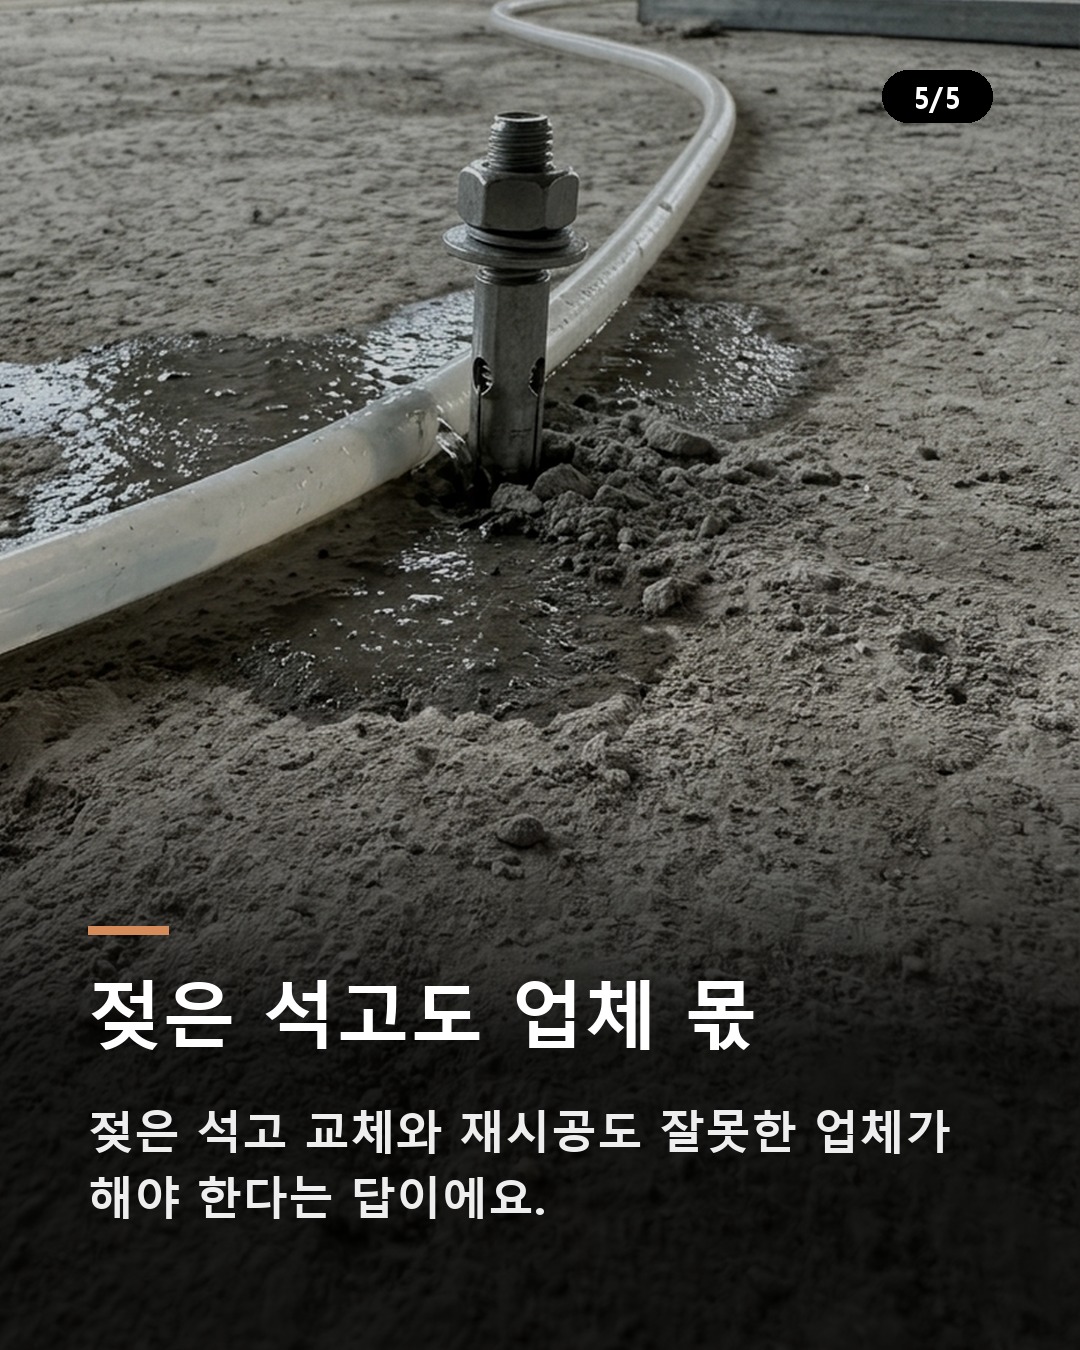 5/5
젖은 석고도 업체 몫
젖은 석고 교체와 재시공도 잘못한 업체가
해야 한다는 답이에요.